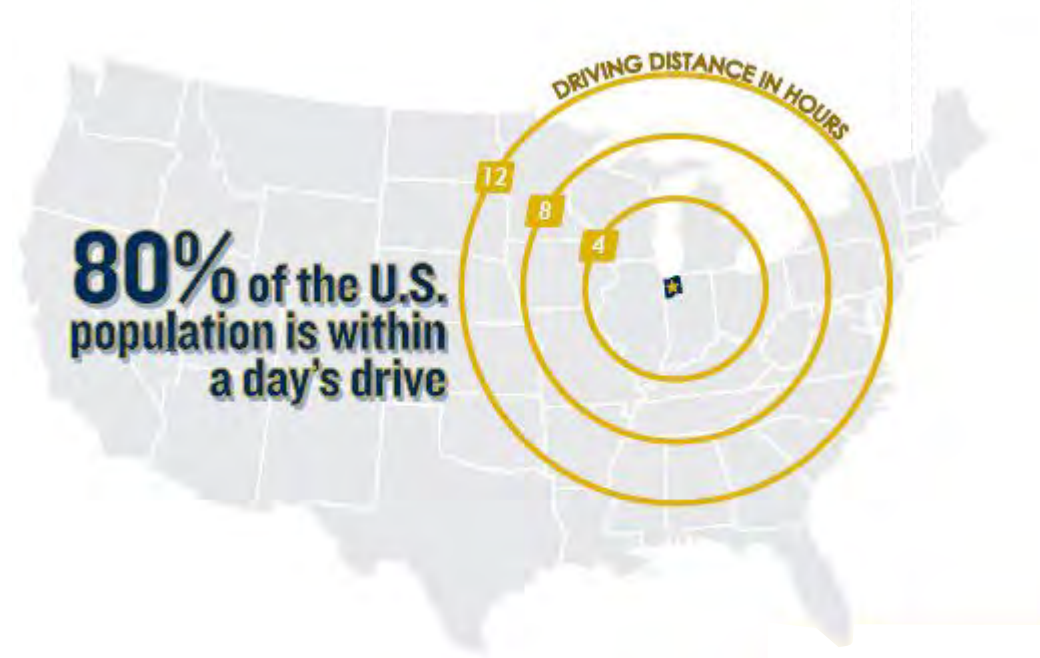 DRIVING DISTANCE IN HOURS
12
8
4
80% of the U.S.
population is within
a day's drive